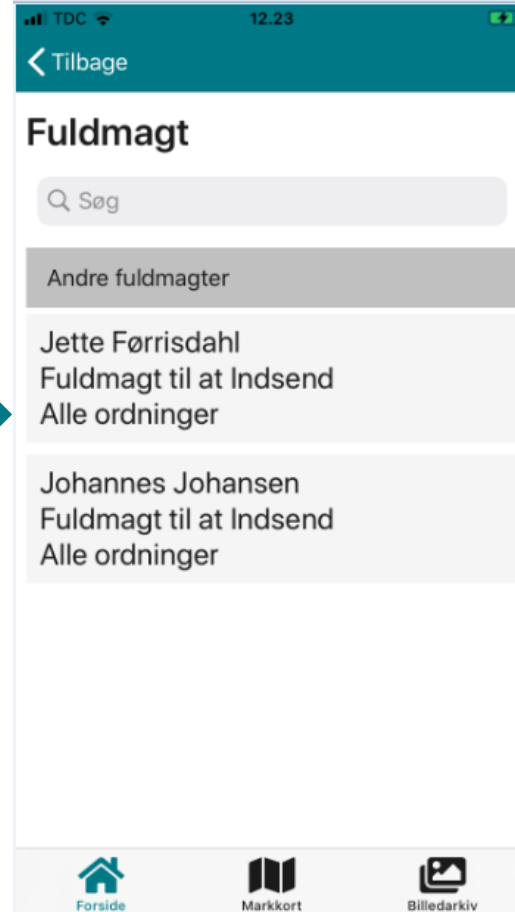 TDC
12.23
Tilbage
Fuldmagt
Søg
Andre fuldmagter
Jette Førrisdahl
Fuldmagt til at Indsend
Alle ordninger
Johannes Johansen
Fuldmagt til at Indsend
Alle ordninger
Forside Markkort Billedarkiv